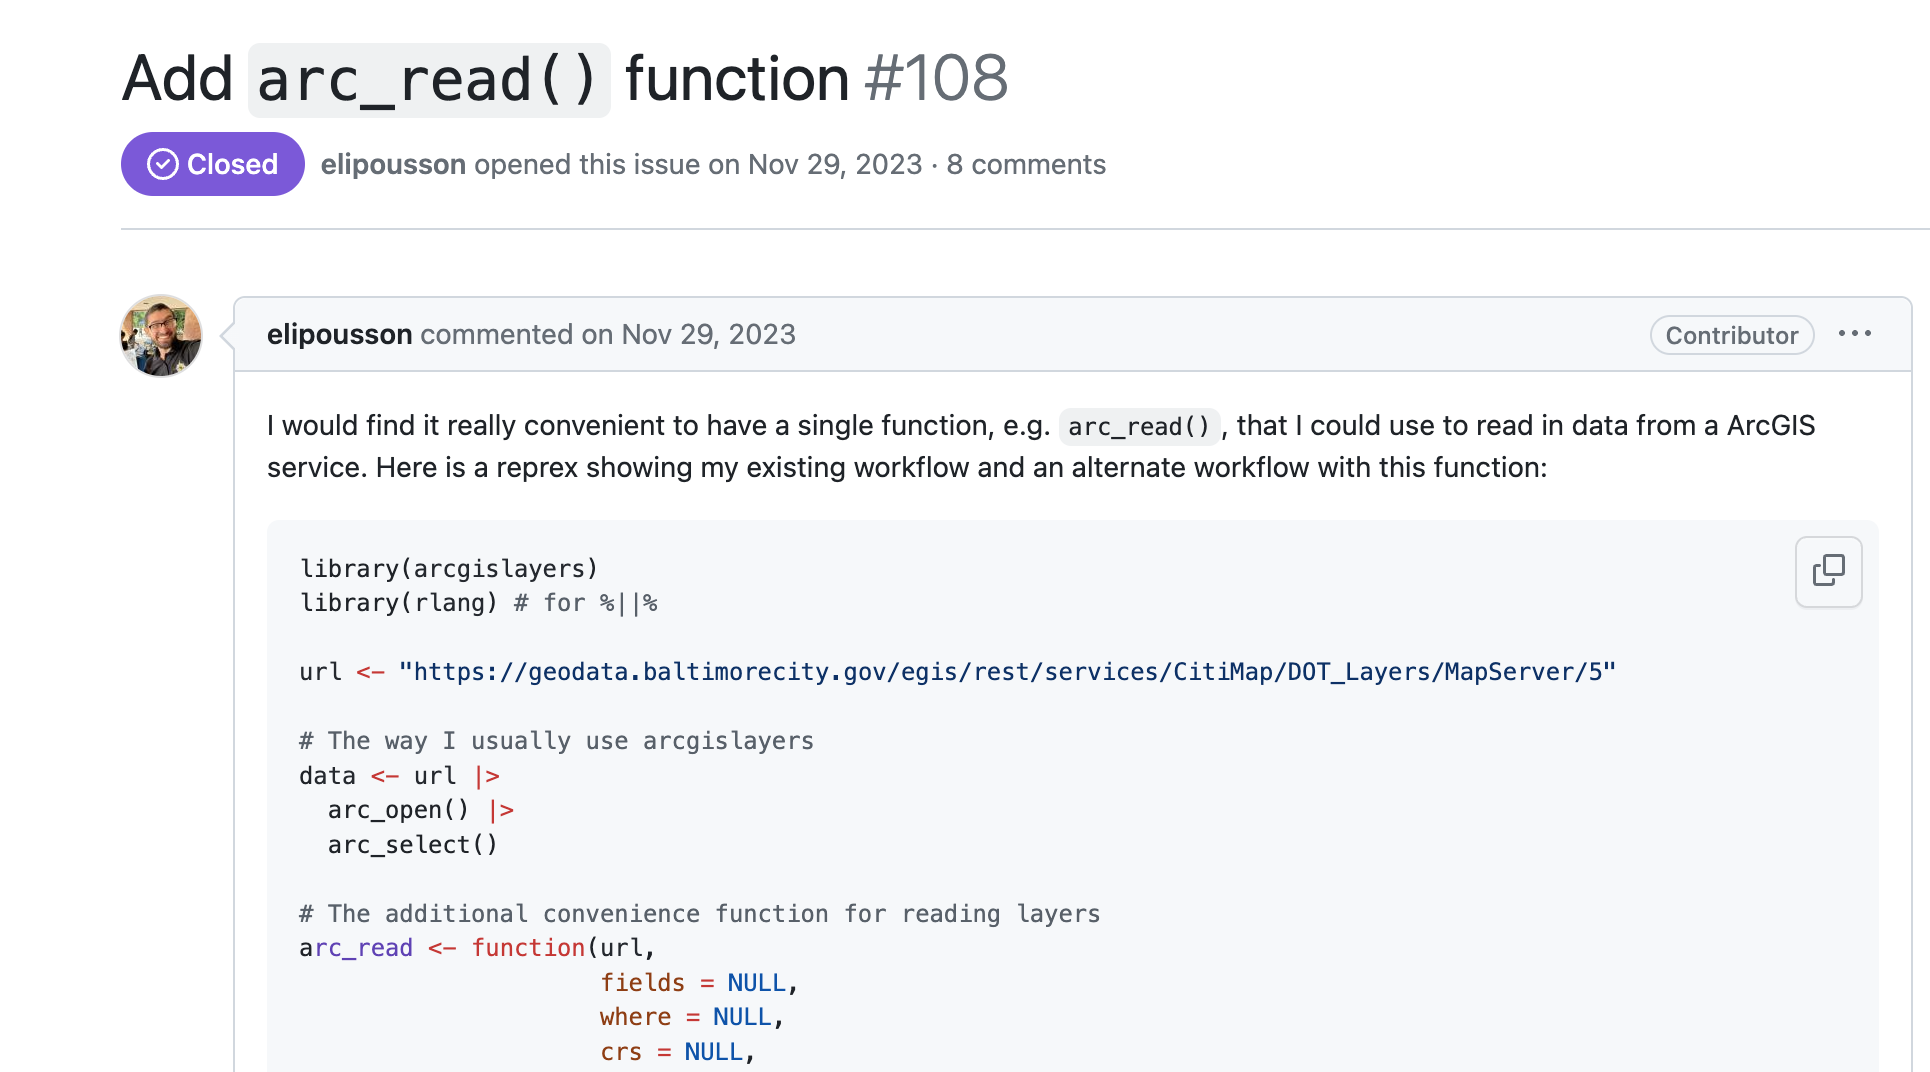 Add arc_read() function #108
Closed elipousson opened this issue on Nov 29, 2023 · 8 comments
elipousson commented on Nov 29, 2023 Contributor ···
I would find it really convenient to have a single function, e.g. arc_read(), that I could use to read in data from a ArcGIS
service. Here is a reprex showing my existing workflow and an alternate workflow with this function:
library(arcgislayers)
library(rlang) # for %||%
url <- "https://geodata.baltimorecity.gov/egis/rest/services/CitiMap/DOT_Layers/MapServer/5"
# The way I usually use arcgislayers
data <- url |>
  arc_open() |>
  arc_select()
# The additional convenience function for reading layers
arc_read <- function(url,
                     fields = NULL,
                     where = NULL,
                     crs = NULL,